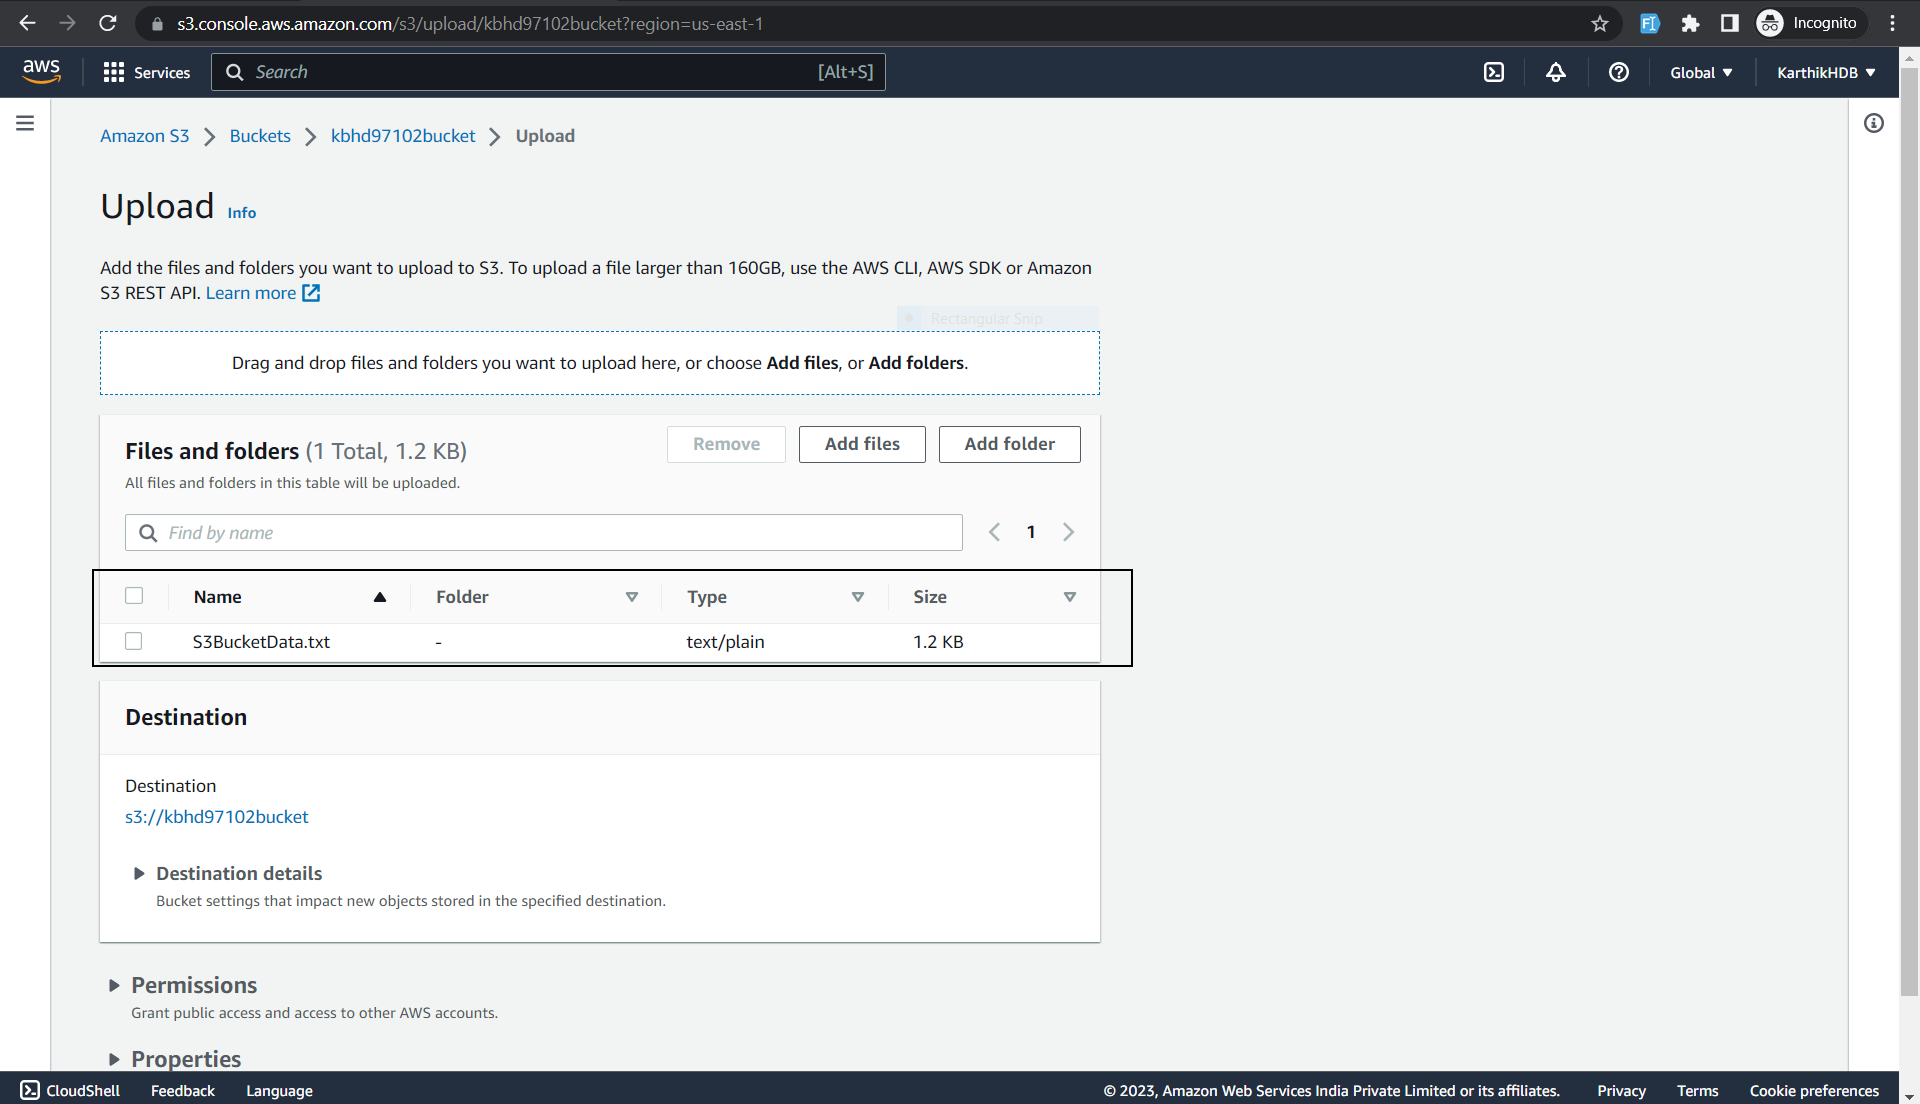 s3.console.aws.amazon.com/s3/upload/kbhd97102bucket?region=us-east-1
Incognito
aws
Services
Search
[Alt+S]
Global
KarthikHDB
Amazon S3 > Buckets > kbhd97102bucket > Upload
Upload Info
Add the files and folders you want to upload to S3. To upload a file larger than 160GB, use the AWS CLI, AWS SDK or Amazon
S3 REST API. Learn more
Rectangular Snip
Drag and drop files and folders you want to upload here, or choose Add files, or Add folders.
Files and folders (1 Total, 1.2 KB)
Remove
Add files
Add folder
All files and folders in this table will be uploaded.
Find by name
1
Name Folder Type Size
S3BucketData.txt - text/plain 1.2 KB
Destination
Destination
s3://kbhd97102bucket
Destination details
Bucket settings that impact new objects stored in the specified destination.
Permissions
Grant public access and access to other AWS accounts.
Properties
CloudShell Feedback Language © 2023, Amazon Web Services India Private Limited or its affiliates. Privacy Terms Cookie preferences